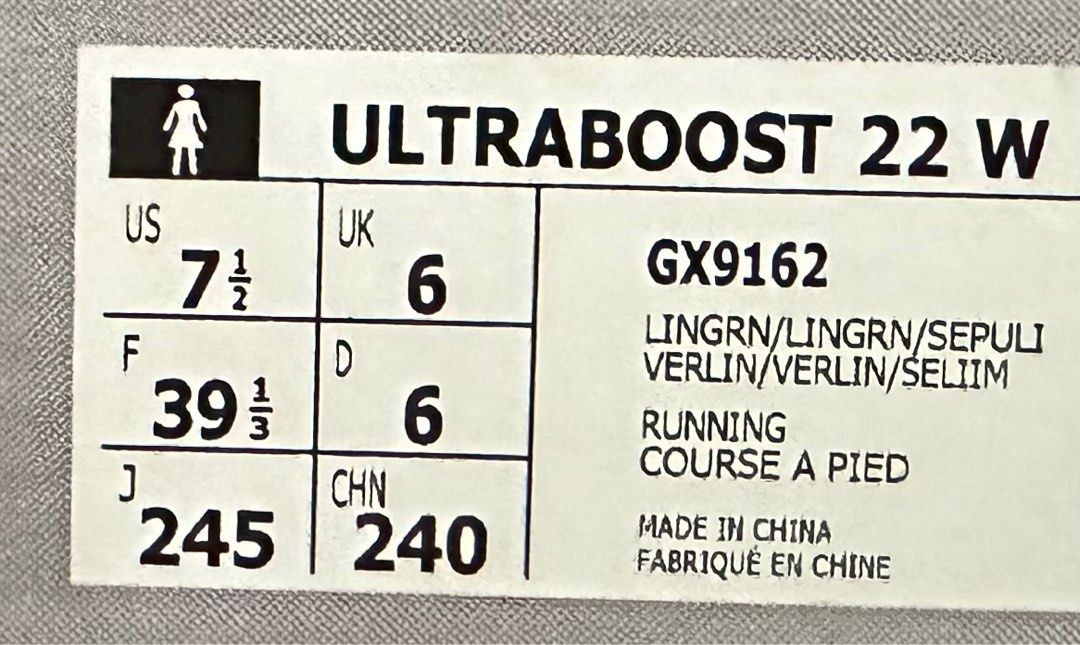 ULTRABOOST 22 W
US 7 1/2
UK 6
F 39 1/3
D 6
J 245
CHN 240
GX9162
LINGRN/LINGRN/SEPULI
VERLIN/VERLIN/SELIIM
RUNNING
COURSE A PIED
MADE IN CHINA
FABRIQUÉ EN CHINE